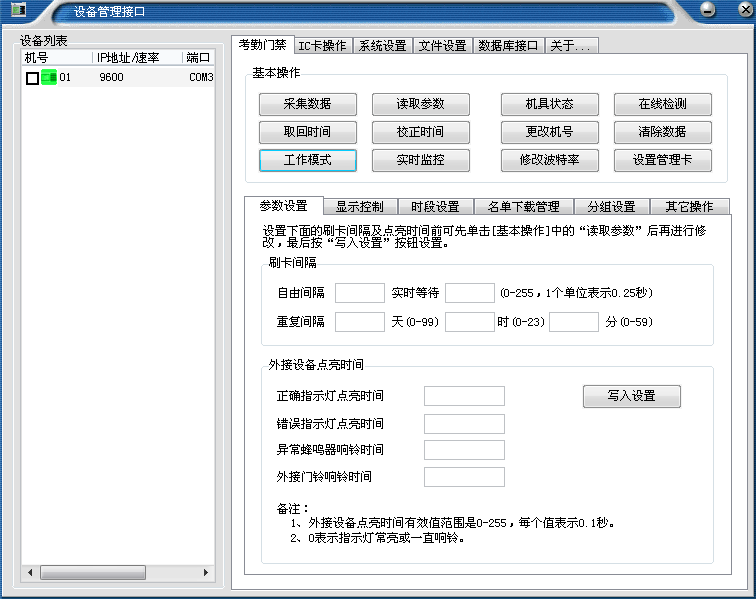 设备管理接口
设备列表
机号 IP地址/速率 端口
01 9600 COM3
考勤门禁 IC卡操作 系统设置 文件设置 数据库接口 关于...
基本操作
采集数据 读取参数 机具状态 在线检测
取回时间 校正时间 更改机号 清除数据
工作模式 实时监控 修改波特率 设置管理卡
参数设置 显示控制 时段设置 名单下载管理 分组设置 其它操作
设置下面的刷卡间隔及点亮时间前可先单击[基本操作]中的“读取参数”后再进行修
改，最后按“写入设置”按钮设置。
刷卡间隔
自由间隔 实时等待 (0-255，1个单位表示0.25秒)
重复间隔 天(0-99) 时(0-23) 分(0-59)
外接设备点亮时间
正确指示灯点亮时间 写入设置
错误指示灯点亮时间
异常蜂鸣器响铃时间
外接门铃响铃时间
备注：
1、外接设备点亮时间有效值范围是0-255，每个值表示0.1秒。
2、0表示指示灯常亮或一直响铃。